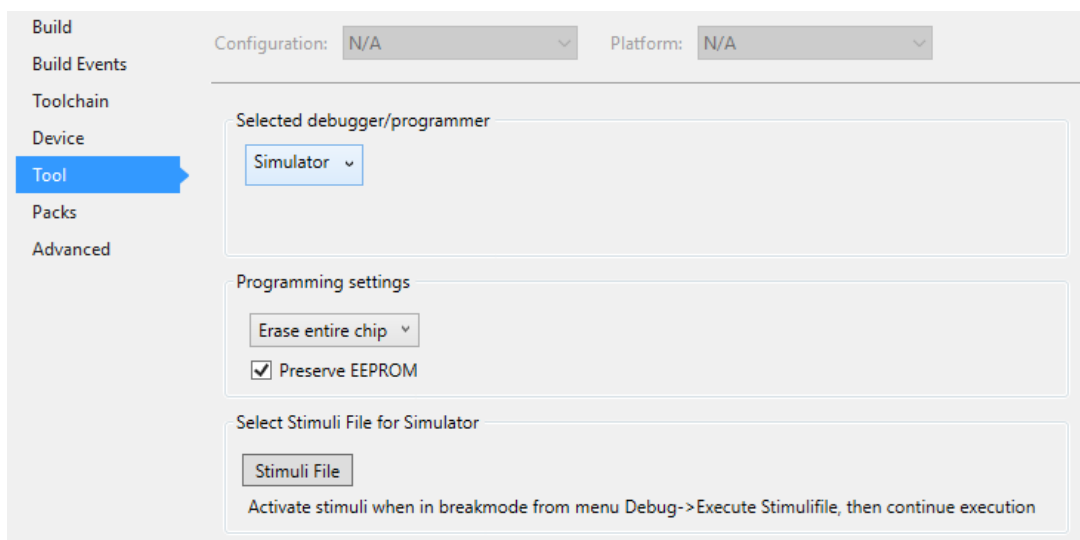 Build
Build Events
Toolchain
Device
Tool
Packs
Advanced
Configuration: N/A Platform: N/A
Selected debugger/programmer
Simulator
Programming settings
Erase entire chip
Preserve EEPROM
Select Stimuli File for Simulator
Stimuli File
Activate stimuli when in breakmode from menu Debug->Execute Stimulifile, then continue execution